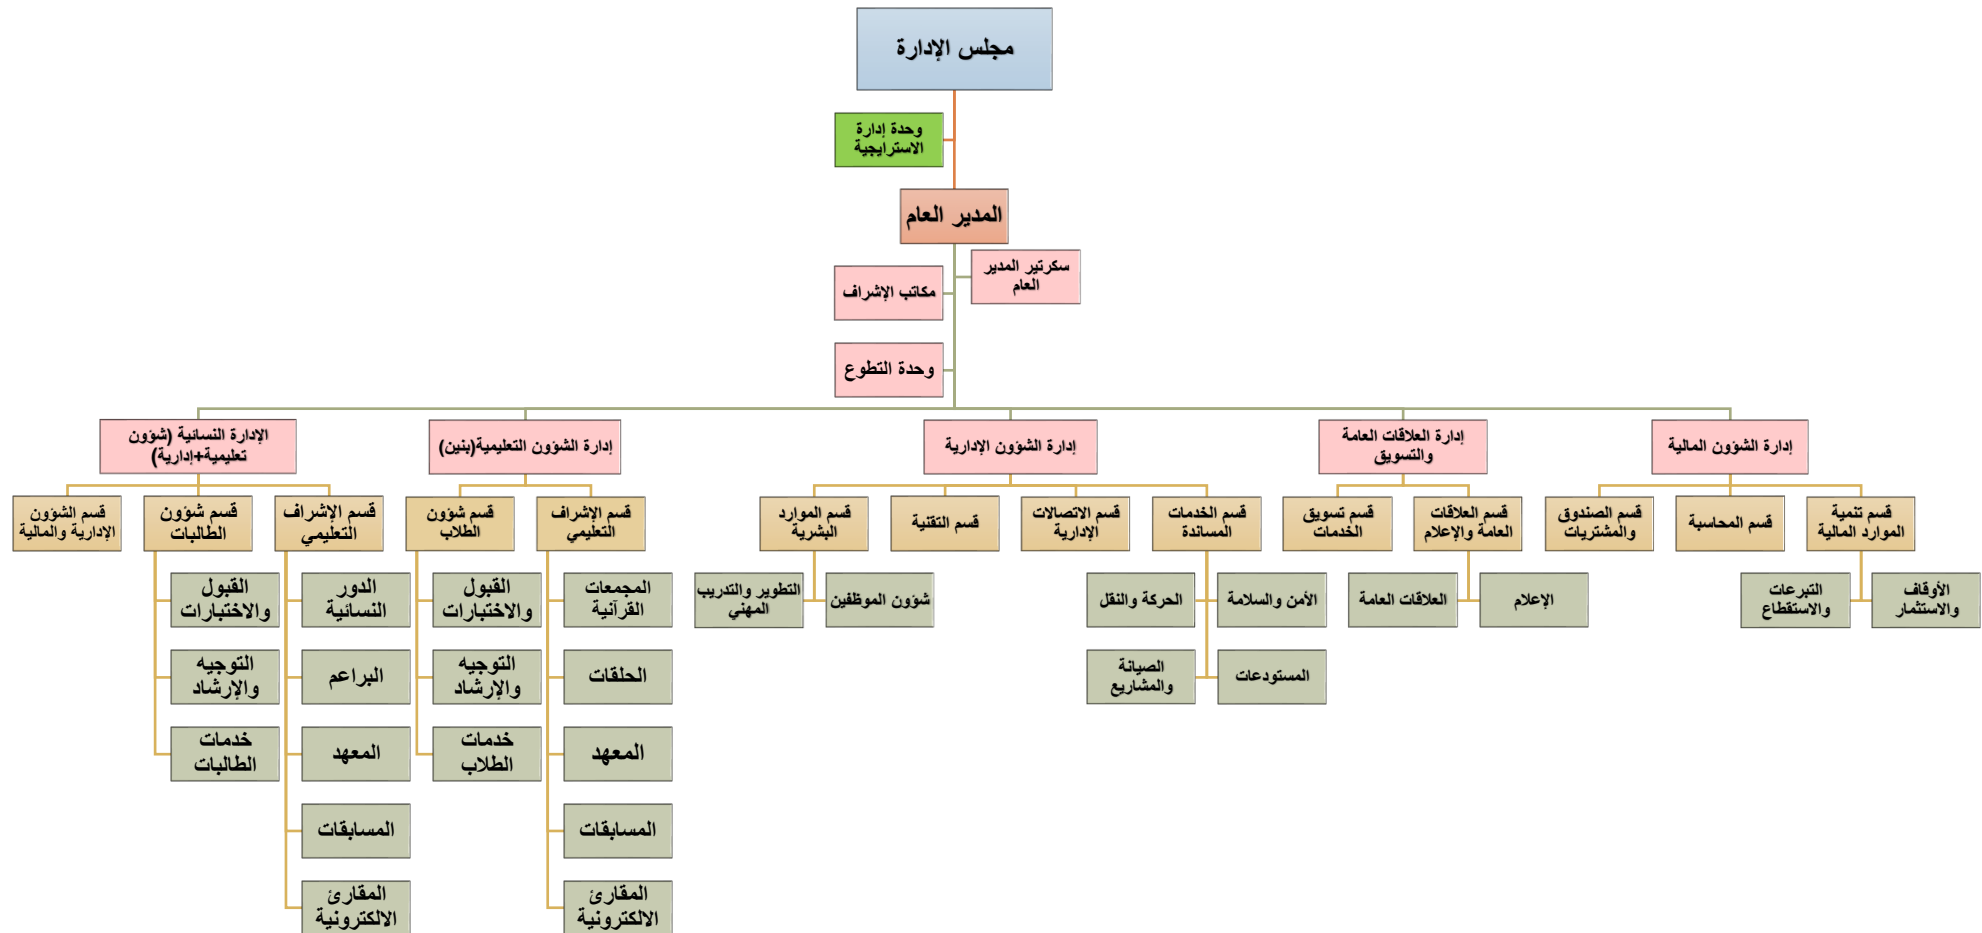 مجلس الإدارة
وحدة إدارة
الاسترايجية
المدير العام
سكرتير المدير
العام
مكاتب الإشراف
وحدة التطوع
إدارة الشؤون المالية
إدارة العلاقات العامة
والتسويق
إدارة الشؤون الإدارية
إدارة الشؤون التعليمية(بنين)
الإدارة النسائية (شؤون
تعليمية+إدارية)
قسم تنمية
الموارد المالية
قسم المحاسبة
قسم الصندوق
والمشتريات
قسم العلاقات
العامة والإعلام
قسم تسويق
الخدمات
قسم الخدمات
المساندة
قسم الاتصالات
الإدارية
قسم التقنية
قسم الموارد
البشرية
قسم الإشراف
التعليمي
قسم شؤون
الطلاب
قسم الإشراف
التعليمي
قسم شؤون
الطالبات
قسم الشؤون
الإدارية والمالية
الأوقاف
والاستثمار
التبرعات
والاستقطاع
الإعلام
العلاقات العامة
الأمن والسلامة
الحركة والنقل
المستودعات
الصيانة
والمشاريع
شؤون الموظفين
التطوير والتدريب
المهني
المجمعات
القرآنية
الحلقات
المعهد
المسابقات
المقارئ
الالكترونية
القبول
والاختبارات
التوجيه
والإرشاد
خدمات
الطلاب
الدور
النسائية
البراعم
المعهد
المسابقات
المقارئ
الالكترونية
القبول
والاختبارات
التوجيه
والإرشاد
خدمات
الطالبات